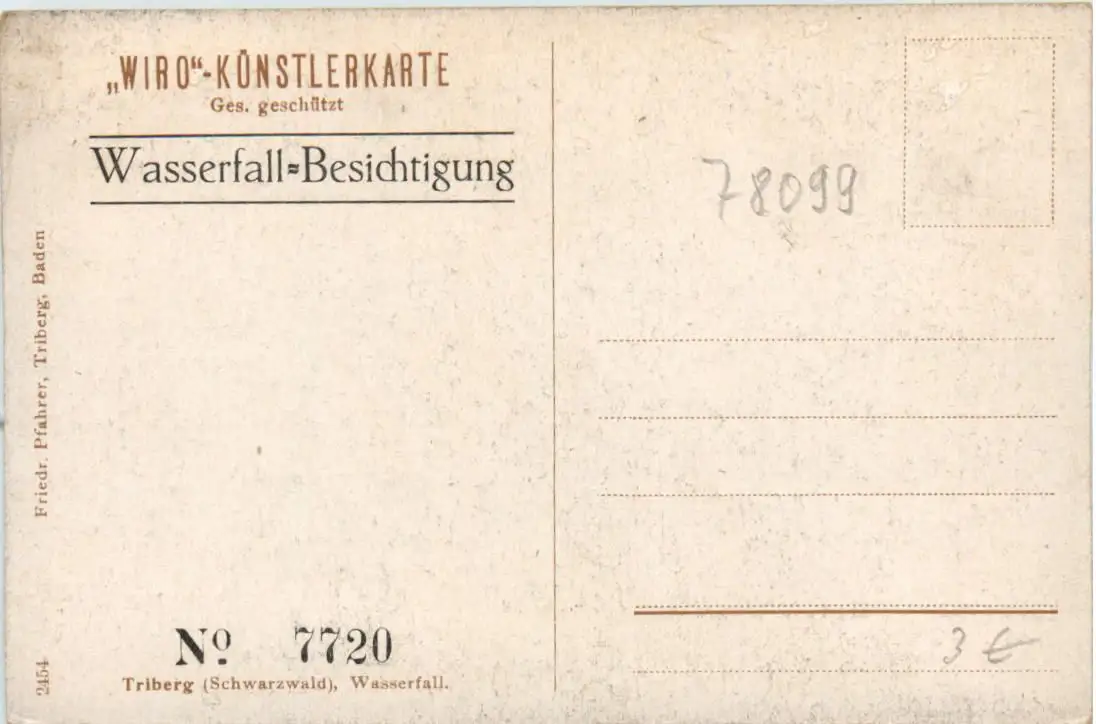 „WIRO“-KÜNSTLERKARTE
Ges. geschützt
Wasserfall=Besichtigung
Friedr. Pfahrer, Triberg, Baden
78099
No 7720
Triberg (Schwarzwald), Wasserfall.
2454
3 €